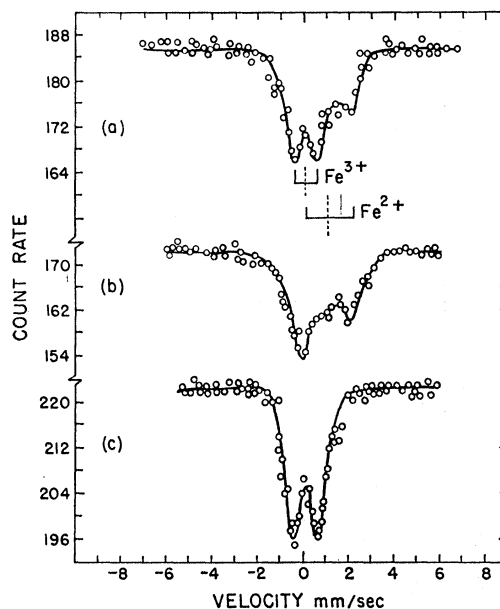 188
180
(a)
172
164
Fe3+
Fe2+
COUNT RATE
170
(b)
162
154
220
(c)
212
204
196
-8 -6 -4 -2 0 2 4 6 8
VELOCITY mm/sec